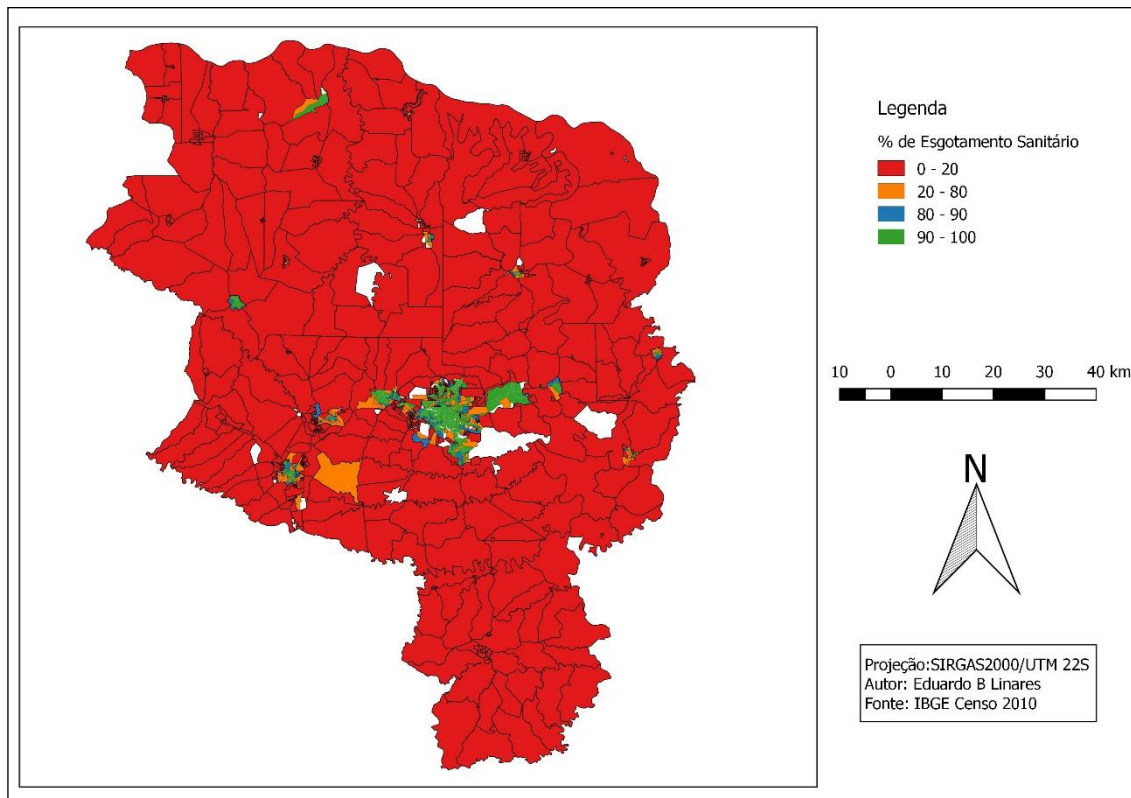 Legenda
% de Esgotamento Sanitário
0 - 20
20 - 80
80 - 90
90 - 100
10 0 10 20 30 40 km
N
Projeção:SIRGAS2000/UTM 22S
Autor: Eduardo B Linares
Fonte: IBGE Censo 2010